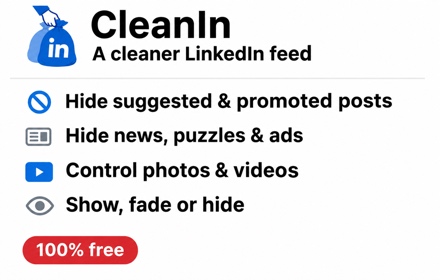 CleanIn
in
A cleaner LinkedIn feed
Hide suggested & promoted posts
Hide news, puzzles & ads
Control photos & videos
Show, fade or hide
100% free